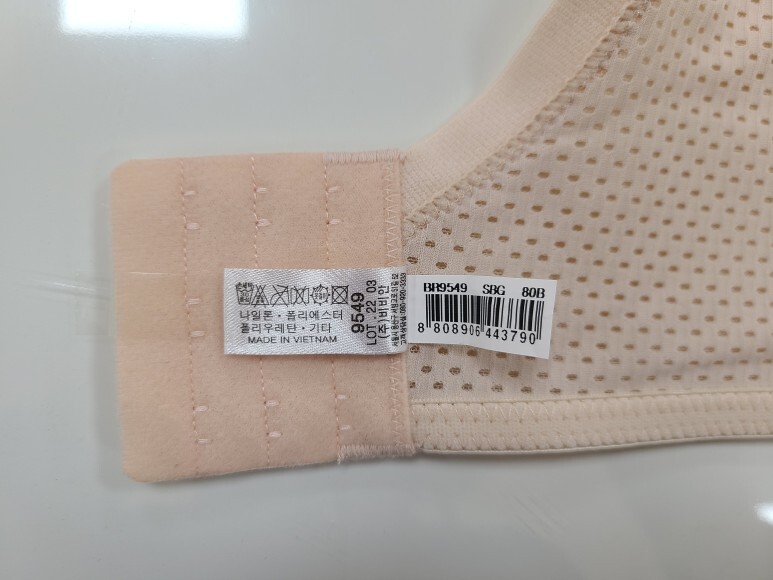 나일론 · 폴리에스터
폴리우레탄 · 기타
MADE IN VIETNAM
9549
LOT . 22 03
(주)비비안
BR9549 SBG 80B
8 808906 443790